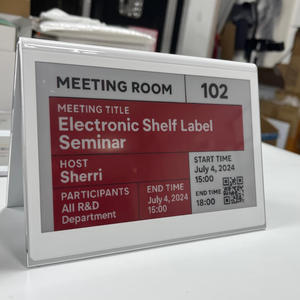 MEETING ROOM 102
MEETING TITLE
Electronic Shelf Label
Seminar
HOST
Sherri
PARTICIPANTS
All R&D
Department
END TIME
July 4, 2024
15:00
START TIME
July 4, 2024
15:00
END TIME
18:00